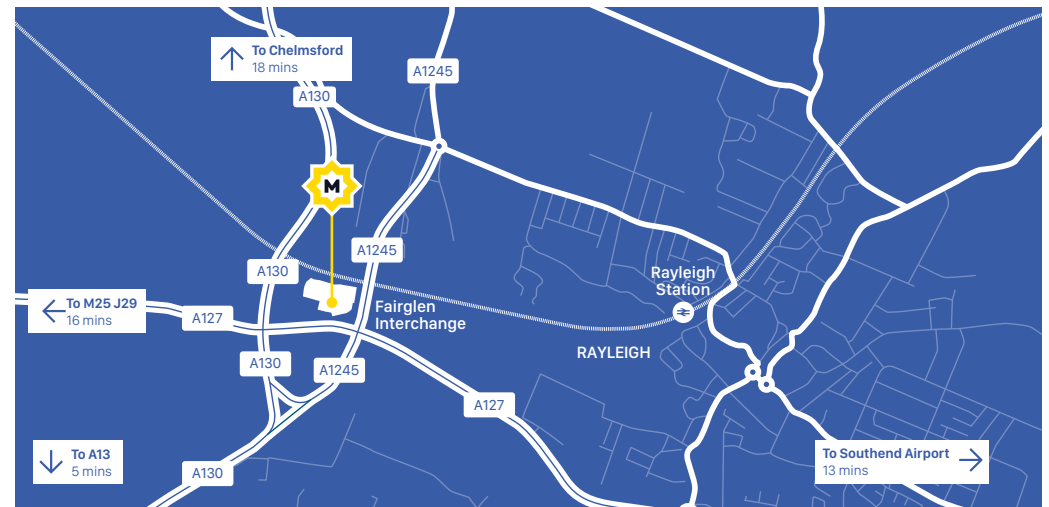 To Chelmsford
18 mins
A1245
A130
M
A1245
A130
Rayleigh
Station
To M25 J29
16 mins
A127
Fairglen
Interchange
RAYLEIGH
A130
A1245
A127
To A13
5 mins
A130
To Southend Airport
13 mins